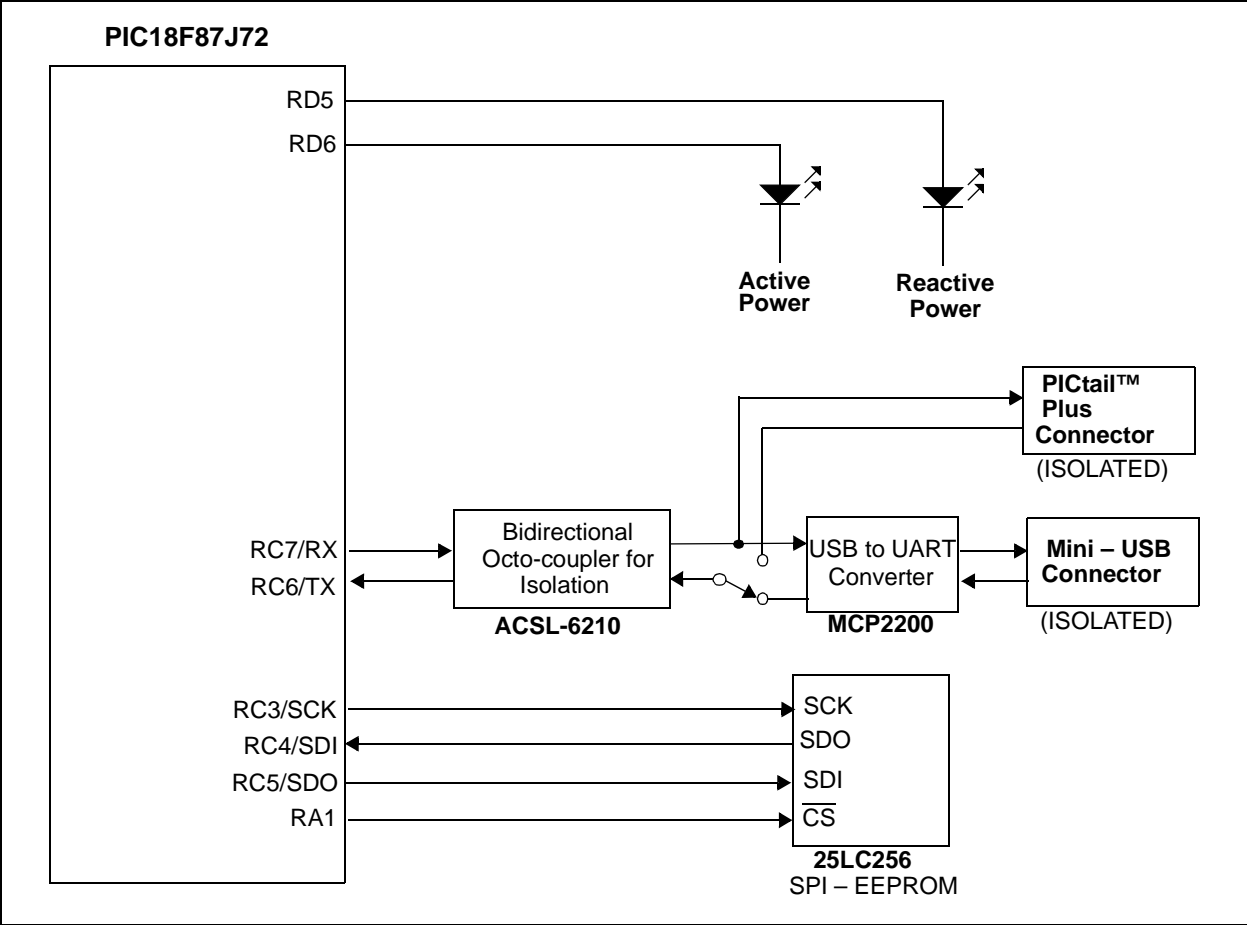 PIC18F87J72
RD5
RD6
Active
Power
Reactive
Power
PICtail™
Plus
Connector
(ISOLATED)
RC7/RX
RC6/TX
Bidirectional
Octo-coupler for
Isolation
ACSL-6210
USB to UART
Converter
MCP2200
Mini – USB
Connector
(ISOLATED)
RC3/SCK
RC4/SDI
RC5/SDO
RA1
SCK
SDO
SDI
CS
25LC256
SPI – EEPROM